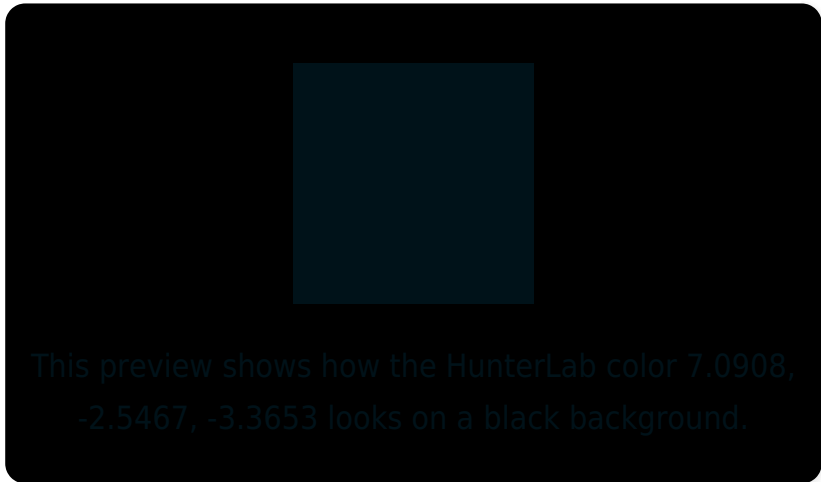 This preview shows how the HunterLab color 7.0908,
-2.5467, -3.3653 looks on a black background.